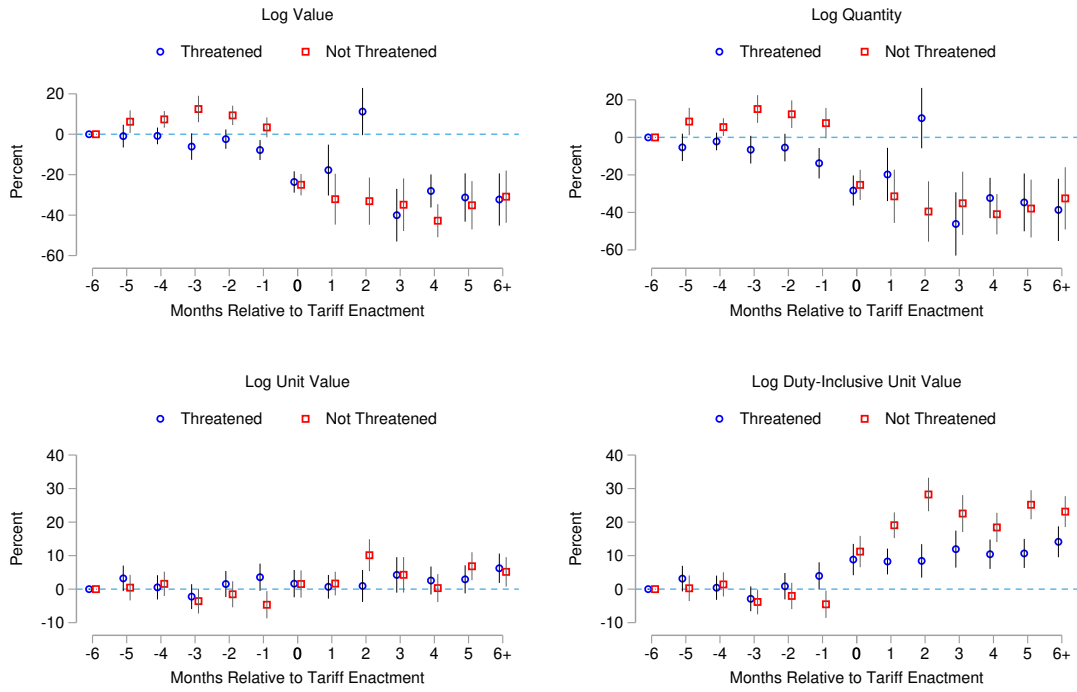 Log Value
Threatened Not Threatened
20
0
-20
-40
-60
Percent
-6 -5 -4 -3 -2 -1 0 1 2 3 4 5 6+
Months Relative to Tariff Enactment
Log Quantity
Threatened Not Threatened
20
0
-20
-40
-60
Percent
-6 -5 -4 -3 -2 -1 0 1 2 3 4 5 6+
Months Relative to Tariff Enactment
Log Unit Value
Threatened Not Threatened
40
30
20
10
0
-10
Percent
-6 -5 -4 -3 -2 -1 0 1 2 3 4 5 6+
Months Relative to Tariff Enactment
Log Duty-Inclusive Unit Value
Threatened Not Threatened
40
30
20
10
0
-10
Percent
-6 -5 -4 -3 -2 -1 0 1 2 3 4 5 6+
Months Relative to Tariff Enactment